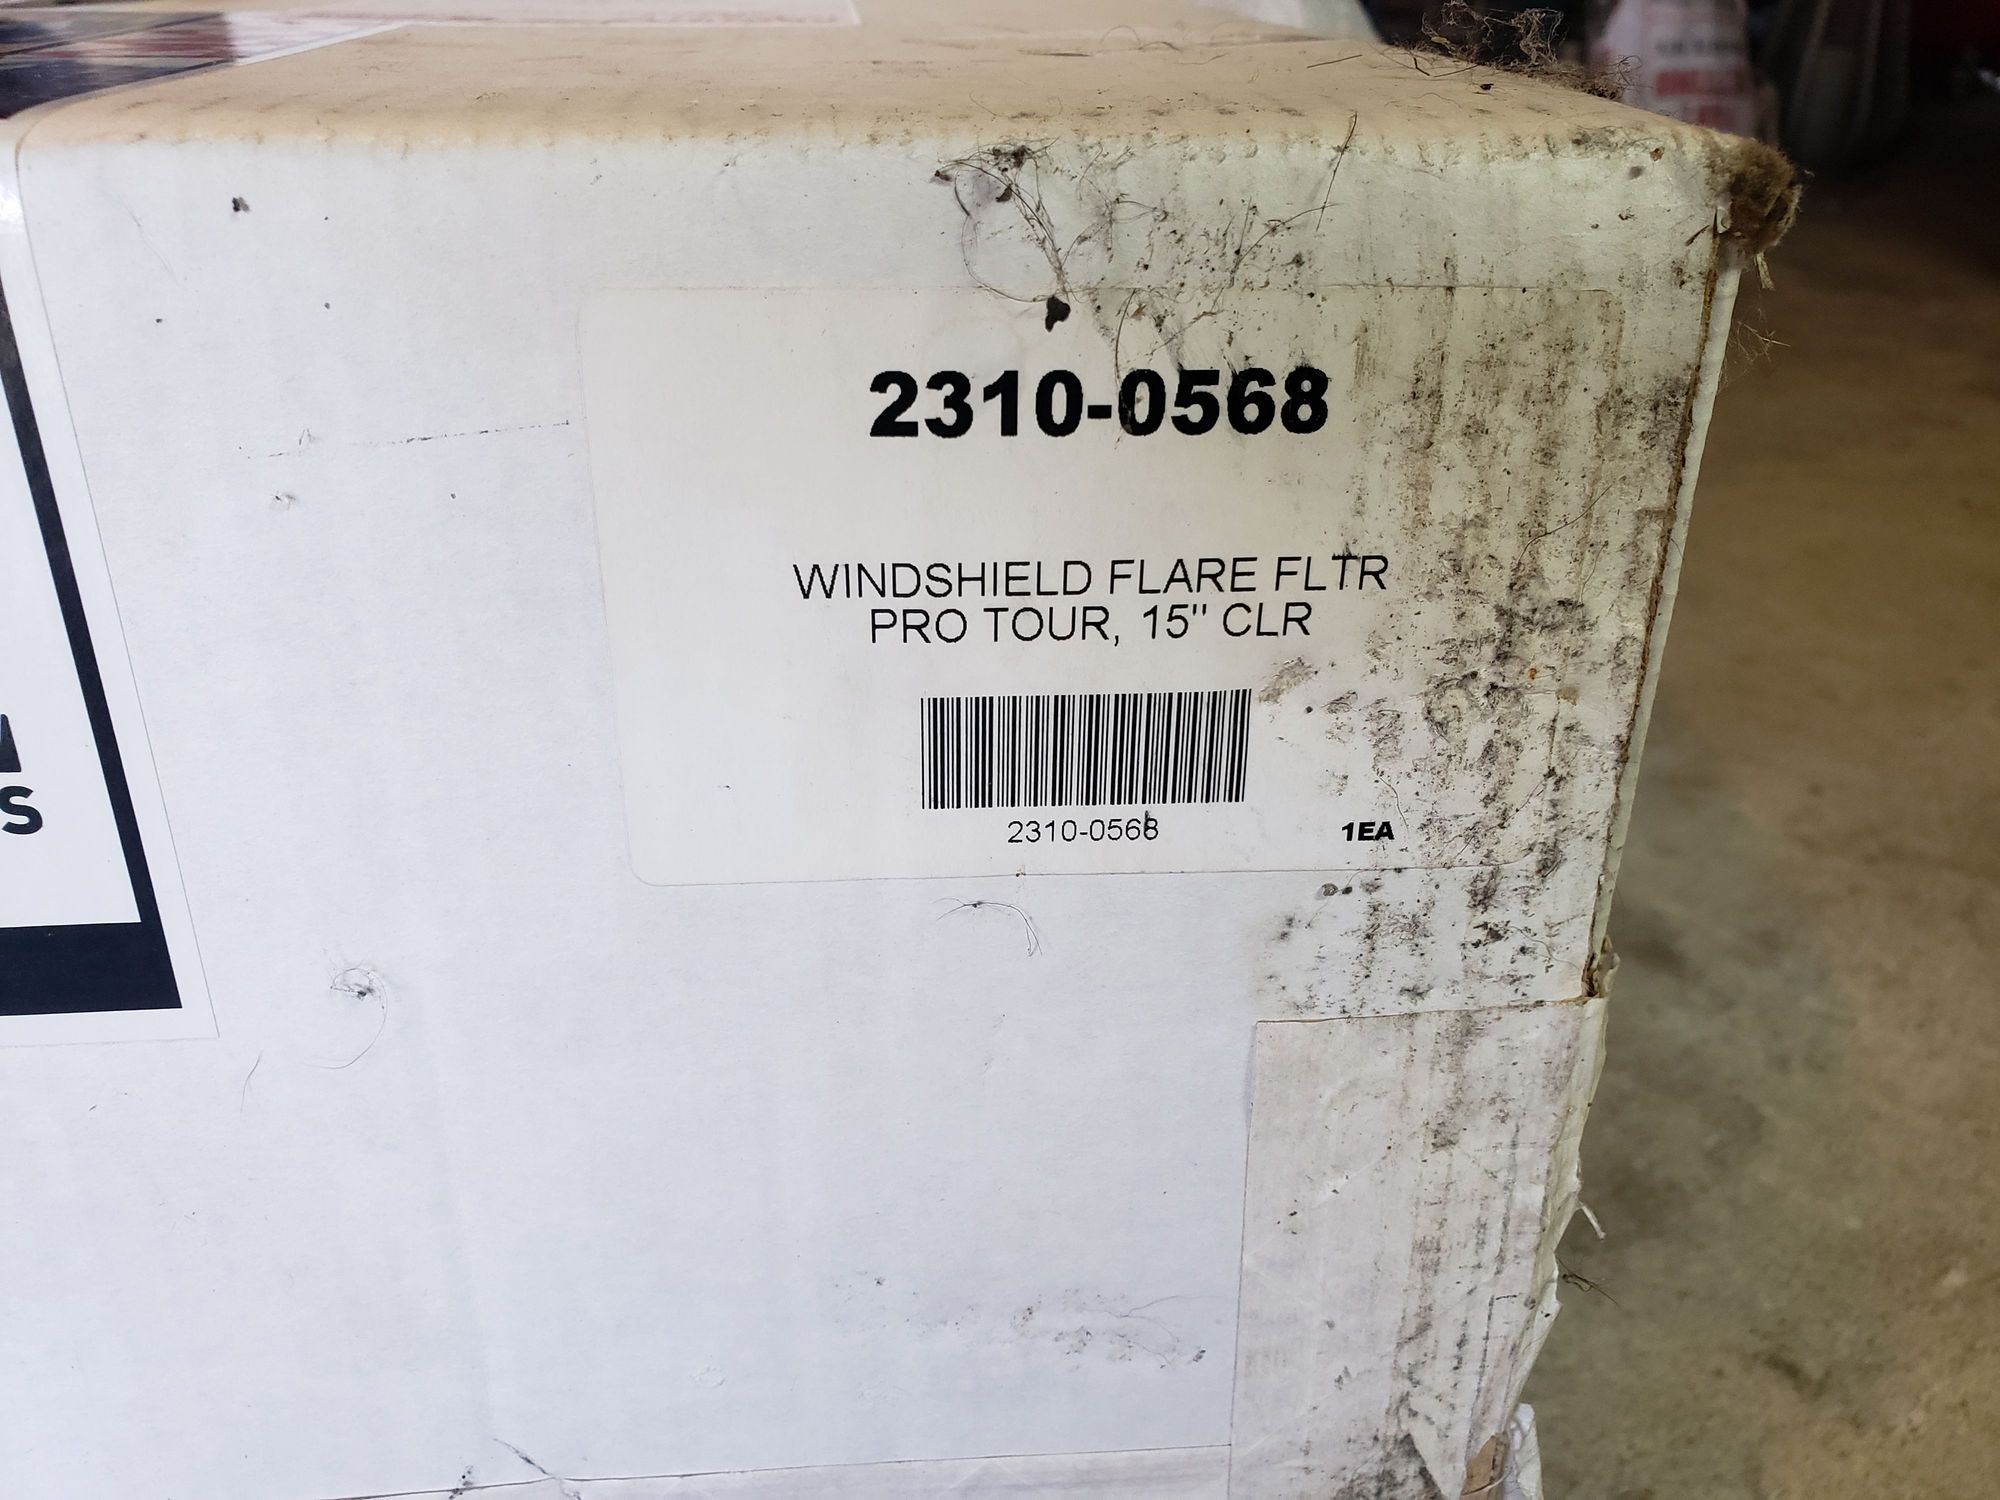 2310-0568
WINDSHIELD FLARE FLTR
PRO TOUR, 15" CLR
2310-0568
1EA
S